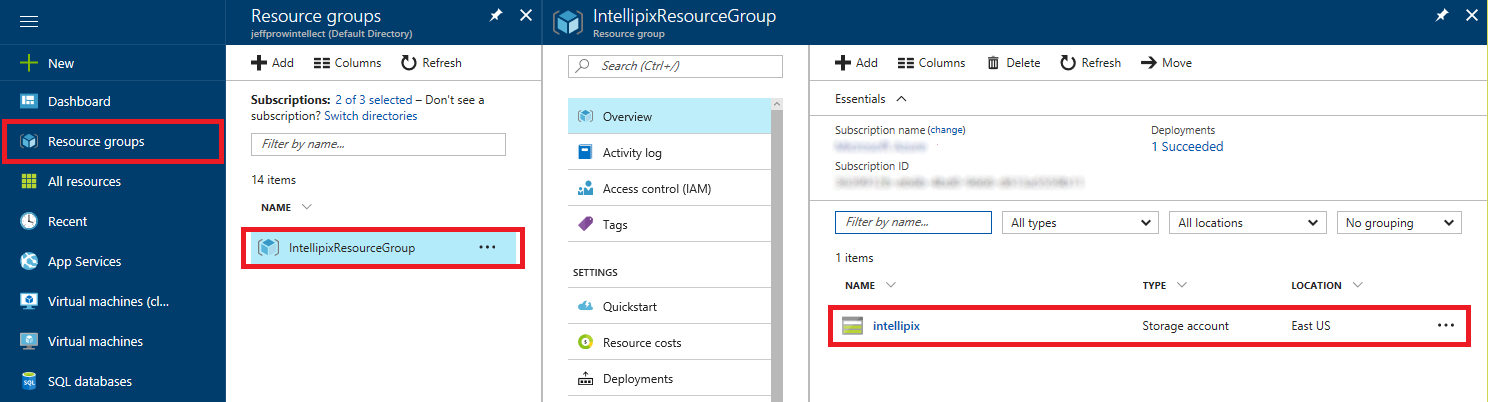 New
Dashboard
Resource groups
All resources
Recent
App Services
Virtual machines (cl...
Virtual machines
SQL databases
Resource groups
jeffprowintellect (Default Directory)
Add Columns Refresh
Subscriptions: 2 of 3 selected – Don't see a
subscription? Switch directories
Filter by name...
14 items
NAME
IntellipixResourceGroup ...
IntellipixResourceGroup
Resource group
Search (Ctrl+/)
Overview
Activity log
Access control (IAM)
Tags
SETTINGS
Quickstart
Resource costs
Deployments
Add Columns Delete Refresh Move
Essentials
Subscription name (change) Deployments
1 Succeeded
Subscription ID
Filter by name... All types All locations No grouping
1 items
NAME TYPE LOCATION
intellipix Storage account East US ...